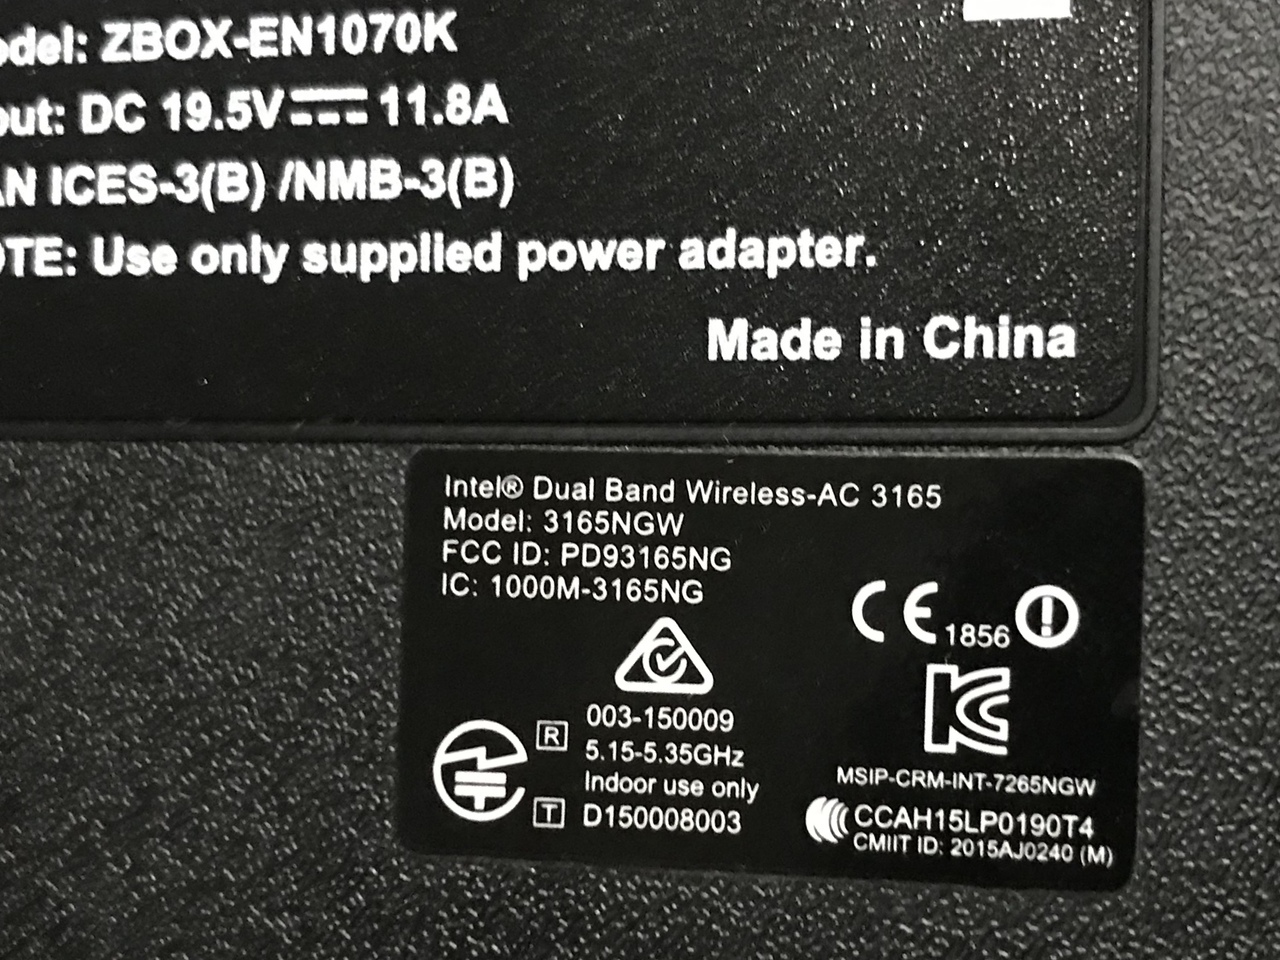 odel: ZBOX-EN1070K
out: DC 19.5V⎓11.8A
AN ICES-3(B) /NMB-3(B)
OTE: Use only supplied power adapter.
Made in China
Intel® Dual Band Wireless-AC 3165
Model: 3165NGW
FCC ID: PD93165NG
IC: 1000M-3165NG
CE 1856
003-150009
R
5.15-5.35GHz
Indoor use only
T D150008003
KC
MSIP-CRM-INT-7265NGW
CCAH15LP0190T4
CMIIT ID: 2015AJ0240 (M)